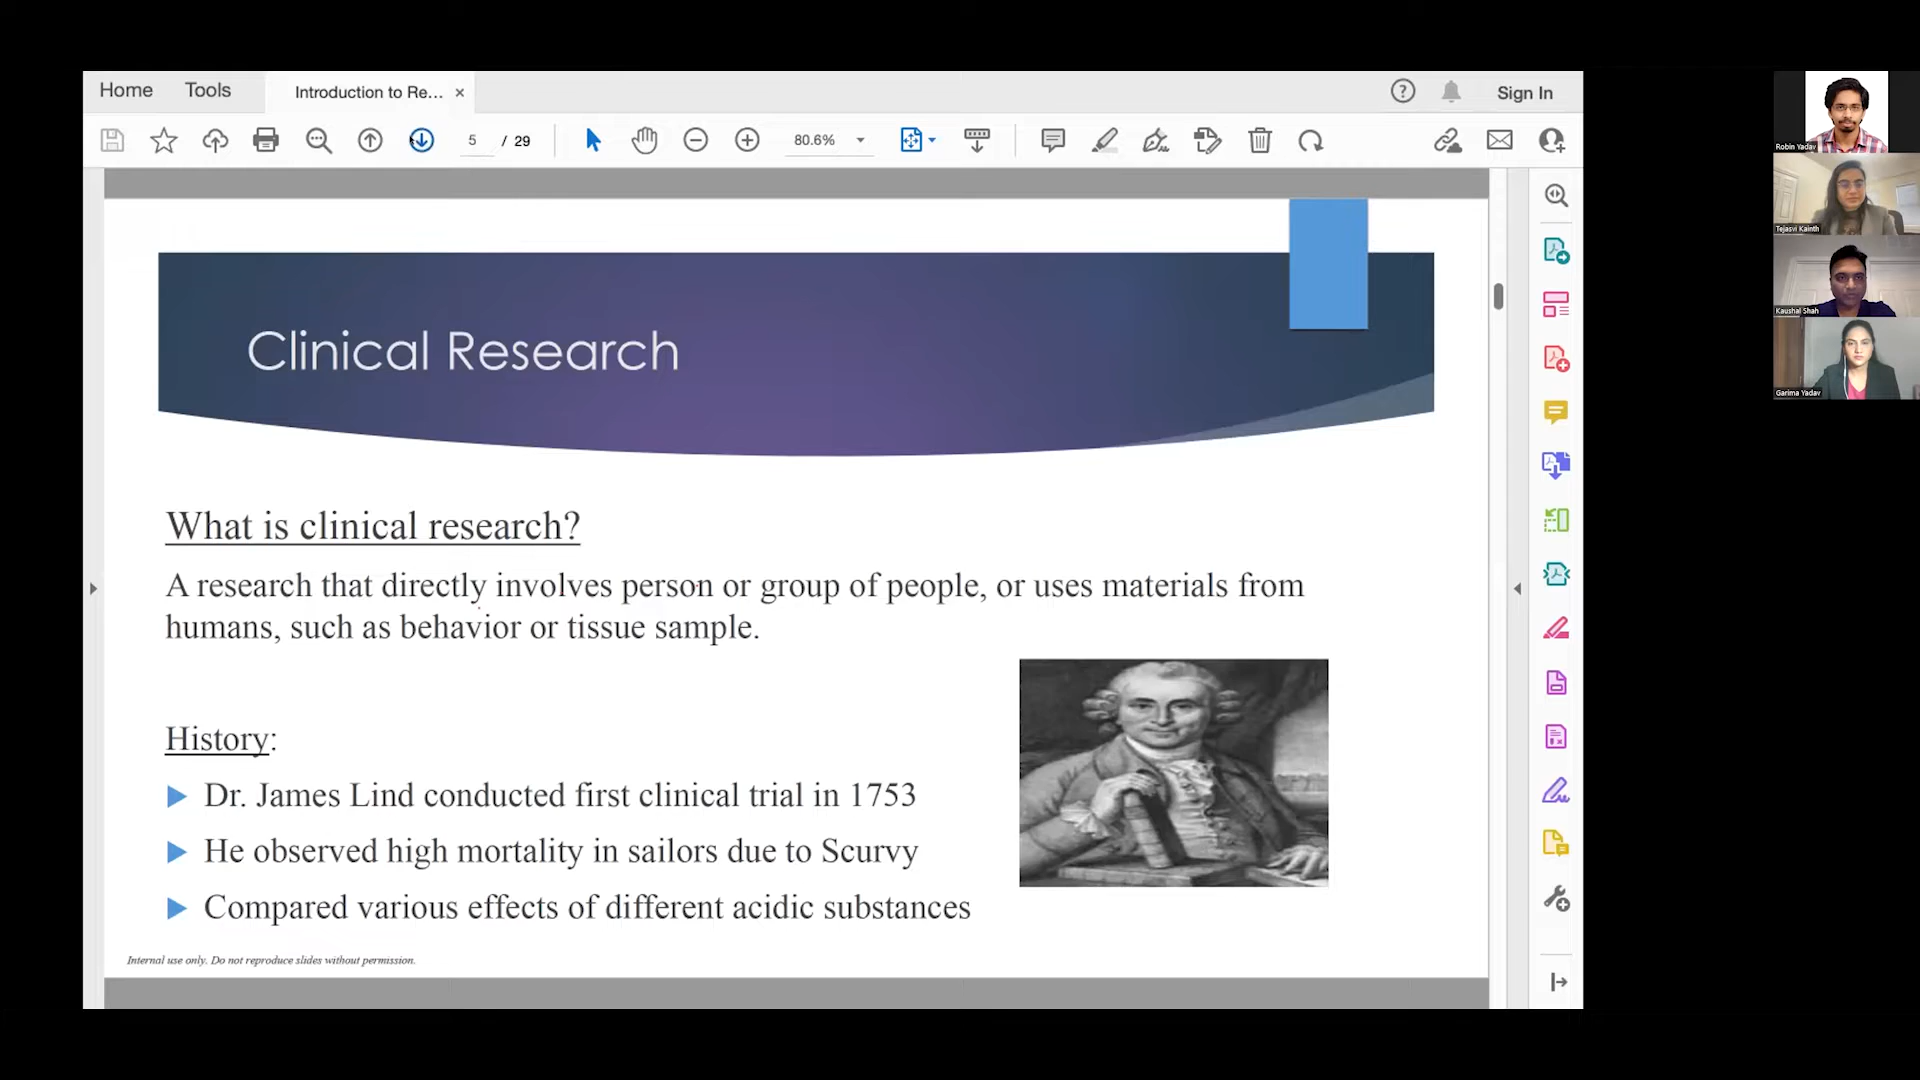 Home Tools Introduction to Re... × ? Sign In
5 / 29 80.6%
Robin Yadav
Tejasvi Kainth
Kaushal Shah
Garima Yadav
Clinical Research
What is clinical research?
A research that directly involves person or group of people, or uses materials from
humans, such as behavior or tissue sample.
History:
Dr. James Lind conducted first clinical trial in 1753
He observed high mortality in sailors due to Scurvy
Compared various effects of different acidic substances
Internal use only. Do not reproduce slides without permission.